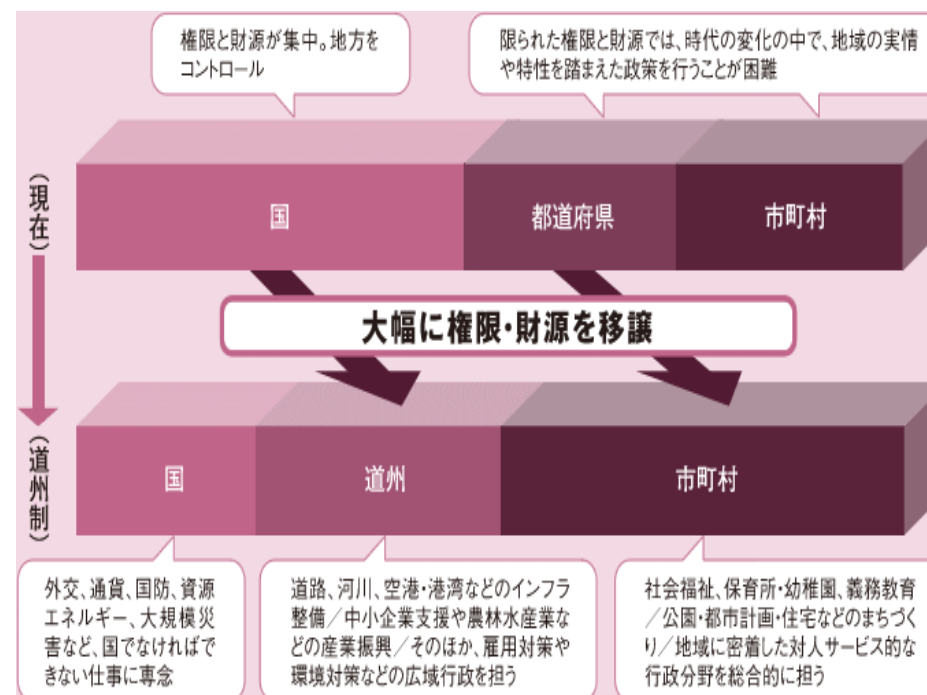 権限と財源が集中。地方を
コントロール
限られた権限と財源では、時代の変化の中で、地域の実情
や特性を踏まえた政策を行うことが困難
(現在)
国
都道府県
市町村
大幅に権限・財源を移譲
(道州制)
国
道州
市町村
外交、通貨、国防、資源
エネルギー、大規模災
害など、国でなければで
きない仕事に専念
道路、河川、空港・港湾などのインフラ
整備/中小企業支援や農林水産業な
どの産業振興/そのほか、雇用対策や
環境対策などの広域行政を担う
社会福祉、保育所・幼稚園、義務教育
/公園・都市計画・住宅などのまちづく
り/地域に密着した対人サービス的な
行政分野を総合的に担う